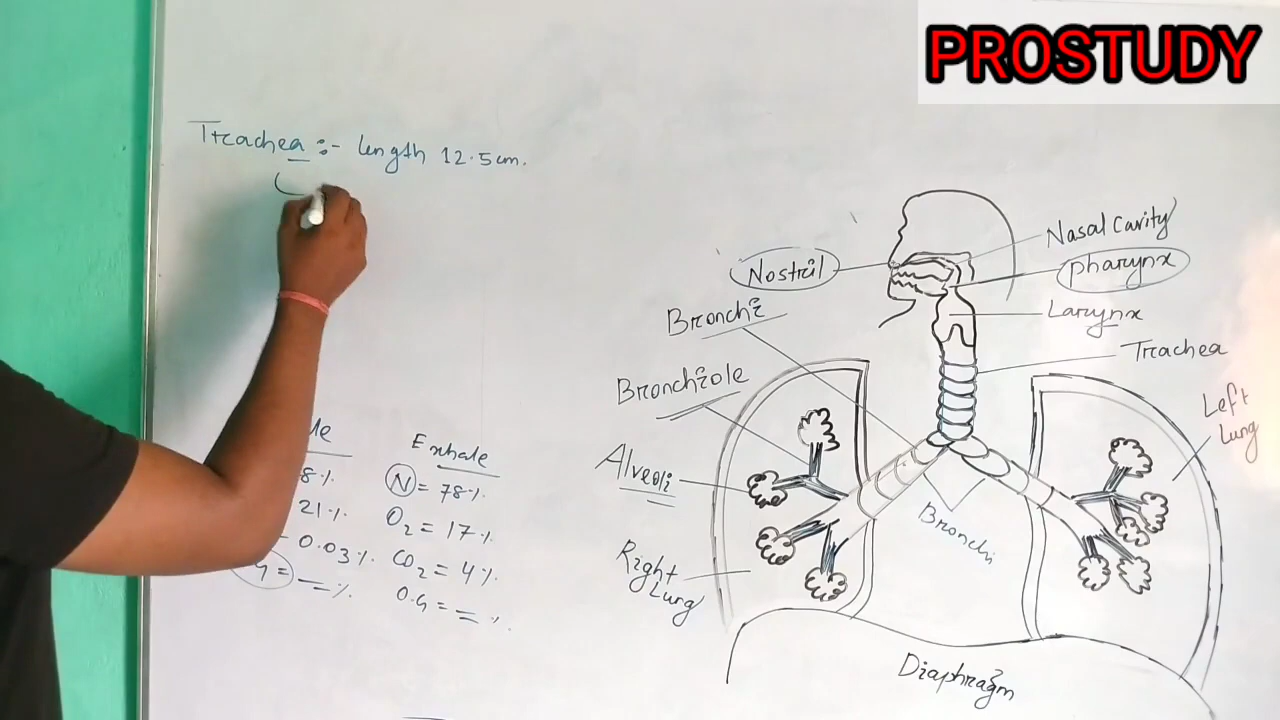 PROSTUDY
Trachea :- length 12.5cm.
Nasal Cavity
Nostril
Pharynx
Bronchi
Larynx
Trachea
Bronchiole
Left
Lung
Exhale
Alveoli
8%
N = 78%
21%
O2 = 17%
Bronchi
0.03%
CO2 = 4%
Right
Lung
= %
O.G = = %
Diaphragm